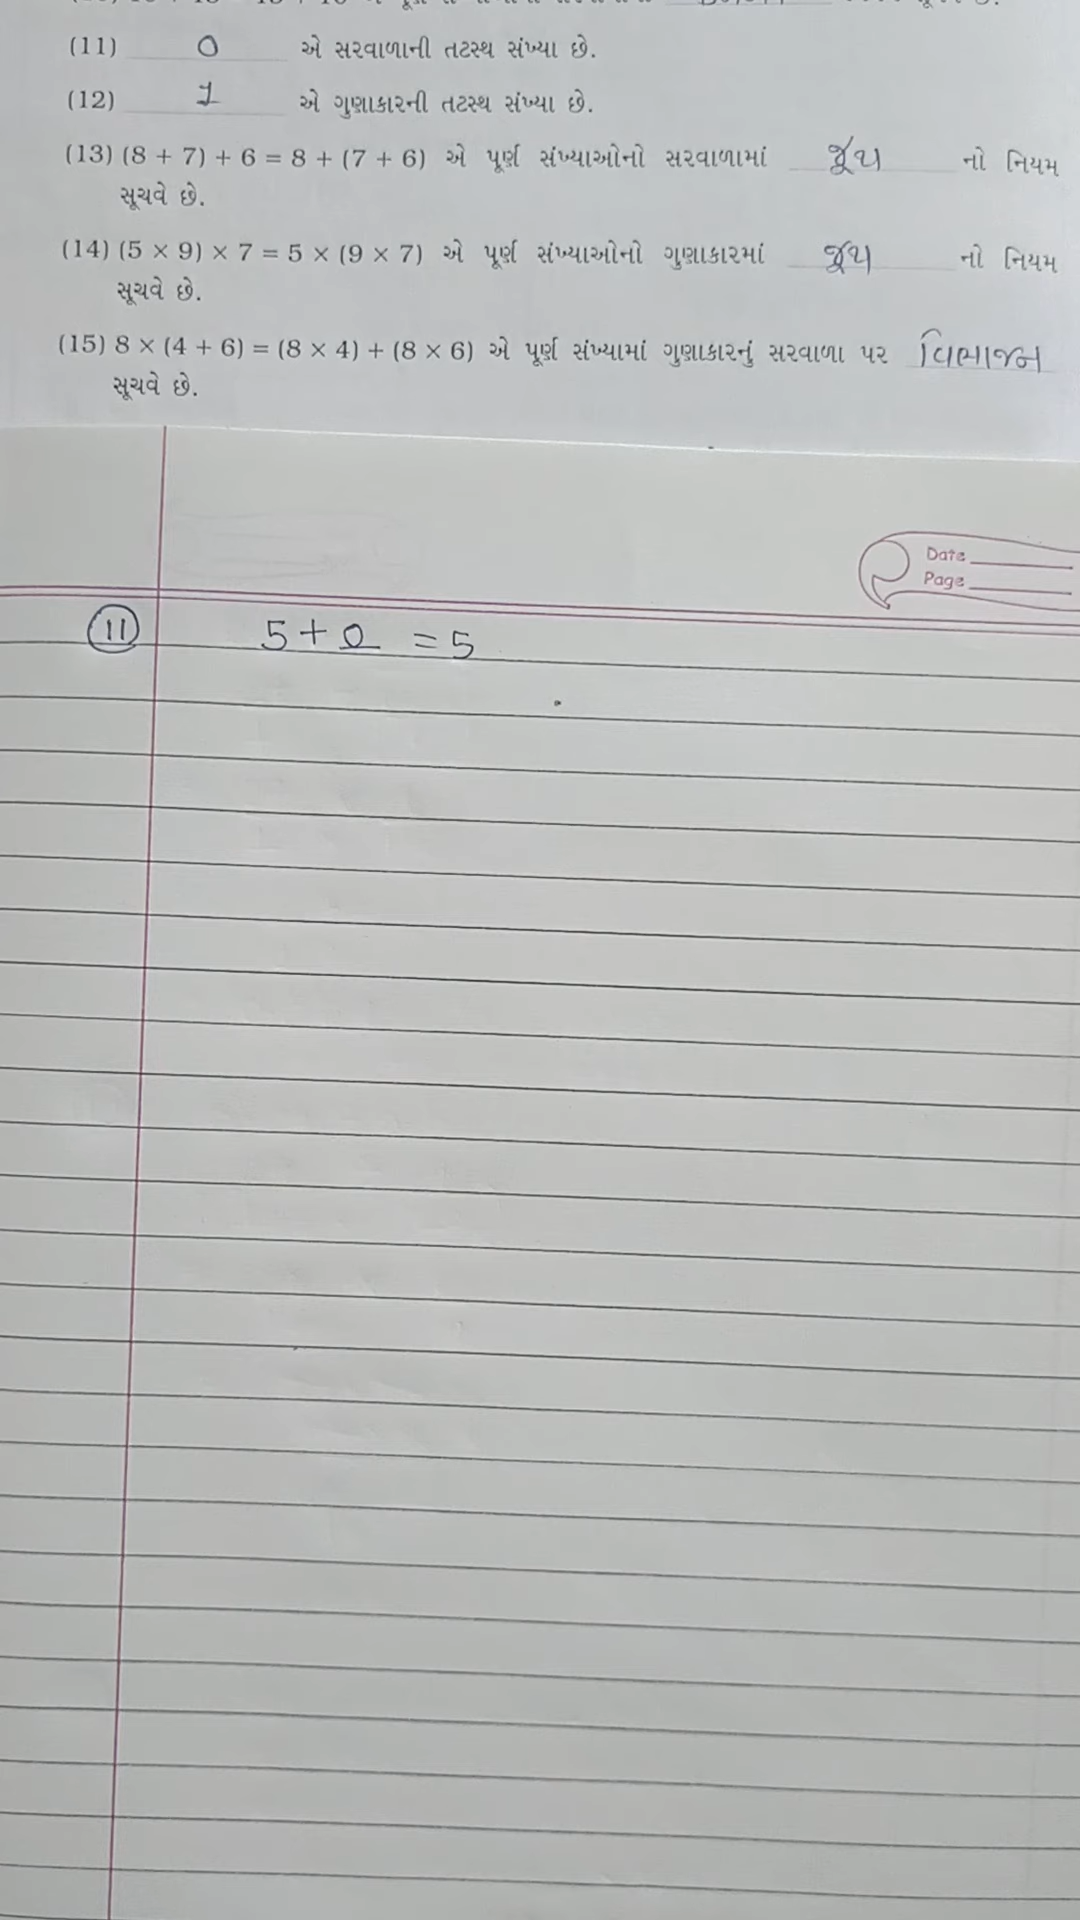 (11) 0 એ સરવાળાની તટસ્થ સંખ્યા છે.
(12) 1 એ ગુણાકારની તટસ્થ સંખ્યા છે.
(13) (8 + 7) + 6 = 8 + (7 + 6) એ પૂર્ણ સંખ્યાઓનો સરવાળામાં જૂથ નો નિયમ
સૂચવે છે.
(14) (5 × 9) × 7 = 5 × (9 × 7) એ પૂર્ણ સંખ્યાઓનો ગુણાકારમાં જૂથ નો નિયમ
સૂચવે છે.
(15) 8 × (4 + 6) = (8 × 4) + (8 × 6) એ પૂર્ણ સંખ્યામાં ગુણાકારનું સરવાળા પર વિભાજન
સૂચવે છે.
Date
Page
11 5 + 0 = 5